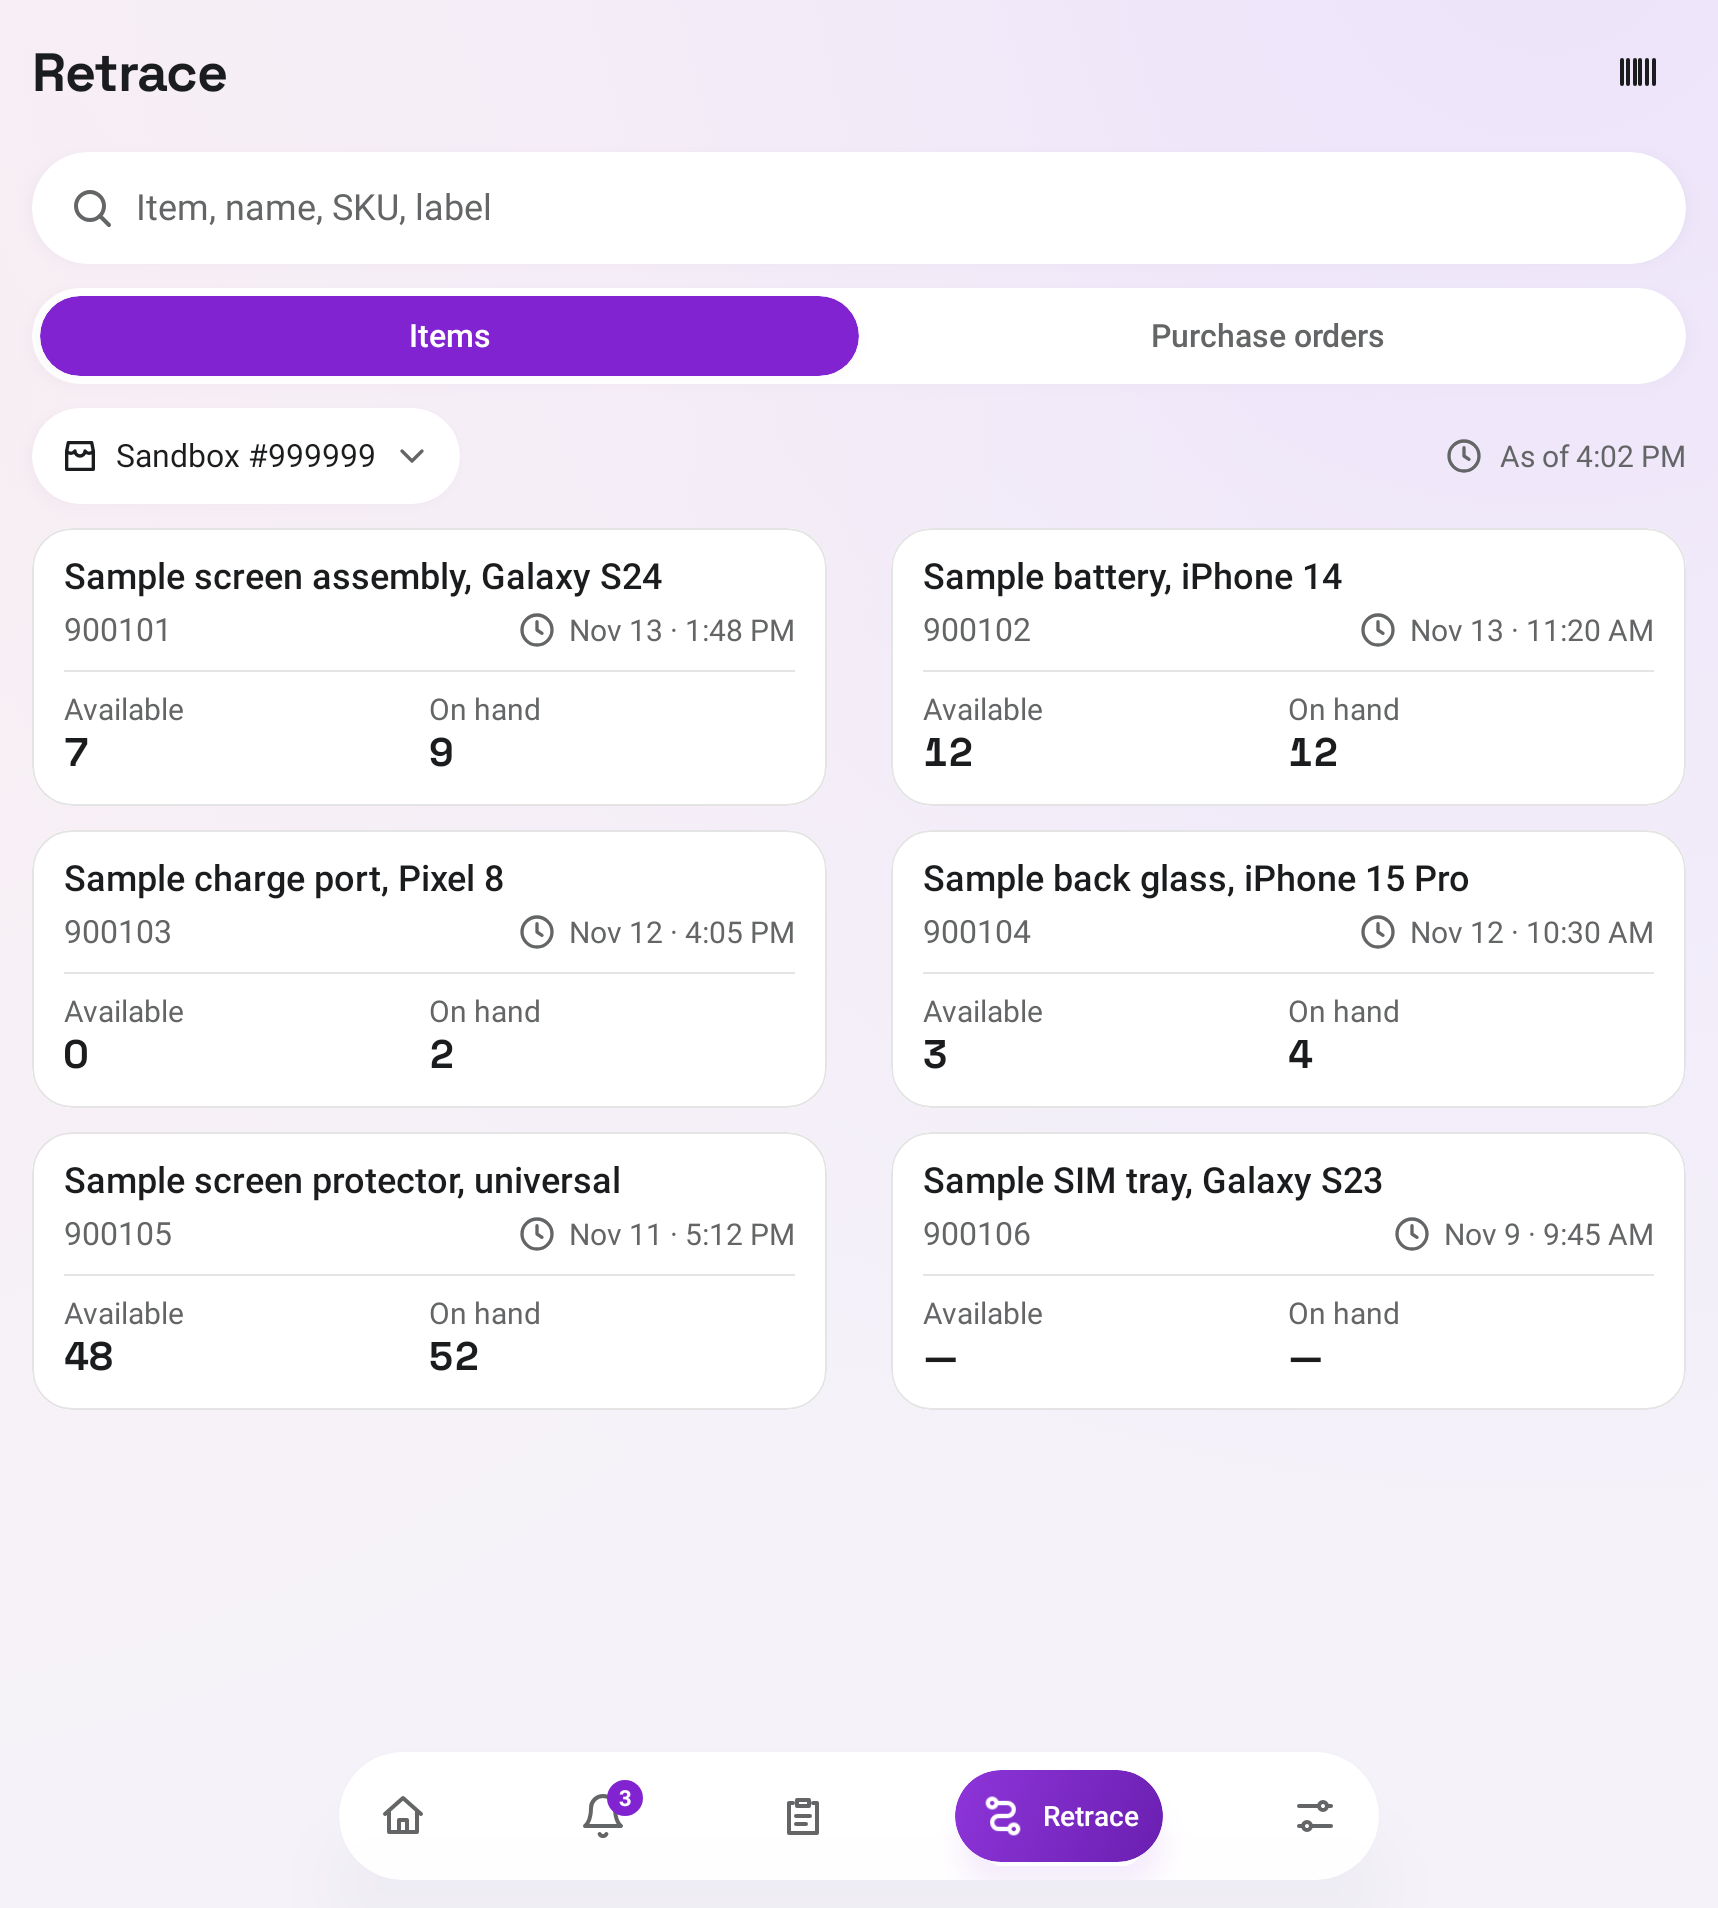 Retrace
Item, name, SKU, label
Items
Purchase orders
Sandbox #999999
As of 4:02 PM
Sample screen assembly, Galaxy S24
900101
Nov 13 · 1:48 PM
Available
On hand
7
9
Sample battery, iPhone 14
900102
Nov 13 · 11:20 AM
Available
On hand
12
12
Sample charge port, Pixel 8
900103
Nov 12 · 4:05 PM
Available
On hand
0
2
Sample back glass, iPhone 15 Pro
900104
Nov 12 · 10:30 AM
Available
On hand
3
4
Sample screen protector, universal
900105
Nov 11 · 5:12 PM
Available
On hand
48
52
Sample SIM tray, Galaxy S23
900106
Nov 9 · 9:45 AM
Available
On hand
—
—
3
Retrace